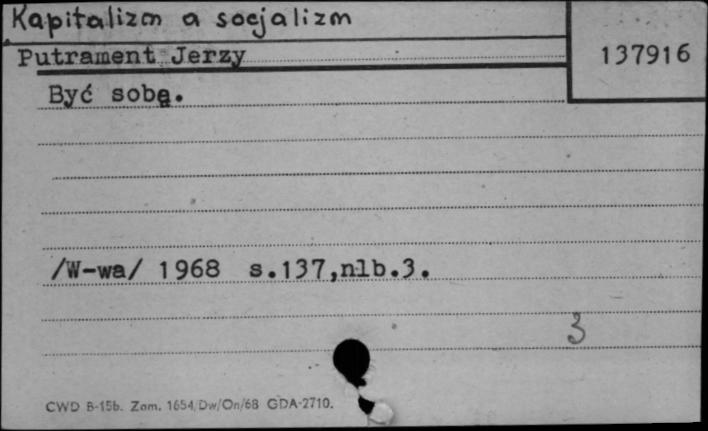 Kapitalizm a socjalizm
Putrament Jerzy
137916
Być sobą.
/W-wa/ 1968 s.137,nlb.3.
3
CWD B-15b. Zam. 1654/Dw/On/68 GDA-2710.